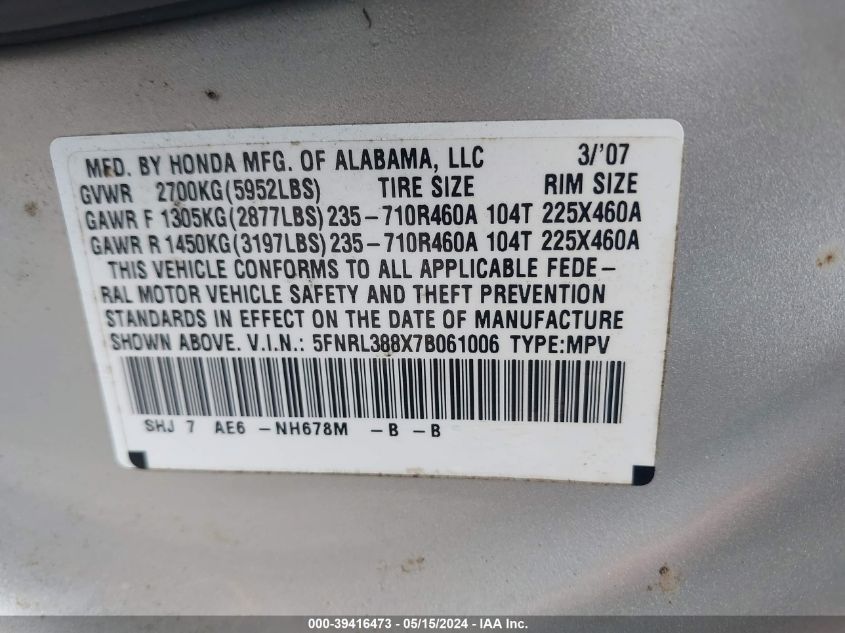 MFD. BY HONDA MFG. OF ALABAMA, LLC 3/'07
GVWR 2700KG(5952LBS) TIRE SIZE RIM SIZE
GAWR F 1305KG(2877LBS) 235-710R460A 104T 225X460A
GAWR R 1450KG(3197LBS) 235-710R460A 104T 225X460A
THIS VEHICLE CONFORMS TO ALL APPLICABLE FEDE-
RAL MOTOR VEHICLE SAFETY AND THEFT PREVENTION
STANDARDS IN EFFECT ON THE DATE OF MANUFACTURE
SHOWN ABOVE. V.I.N.: 5FNRL388X7B061006 TYPE:MPV
SHJ 7 AE6 -NH678M -B -B
000-39416473 - 05/15/2024 - IAA Inc.